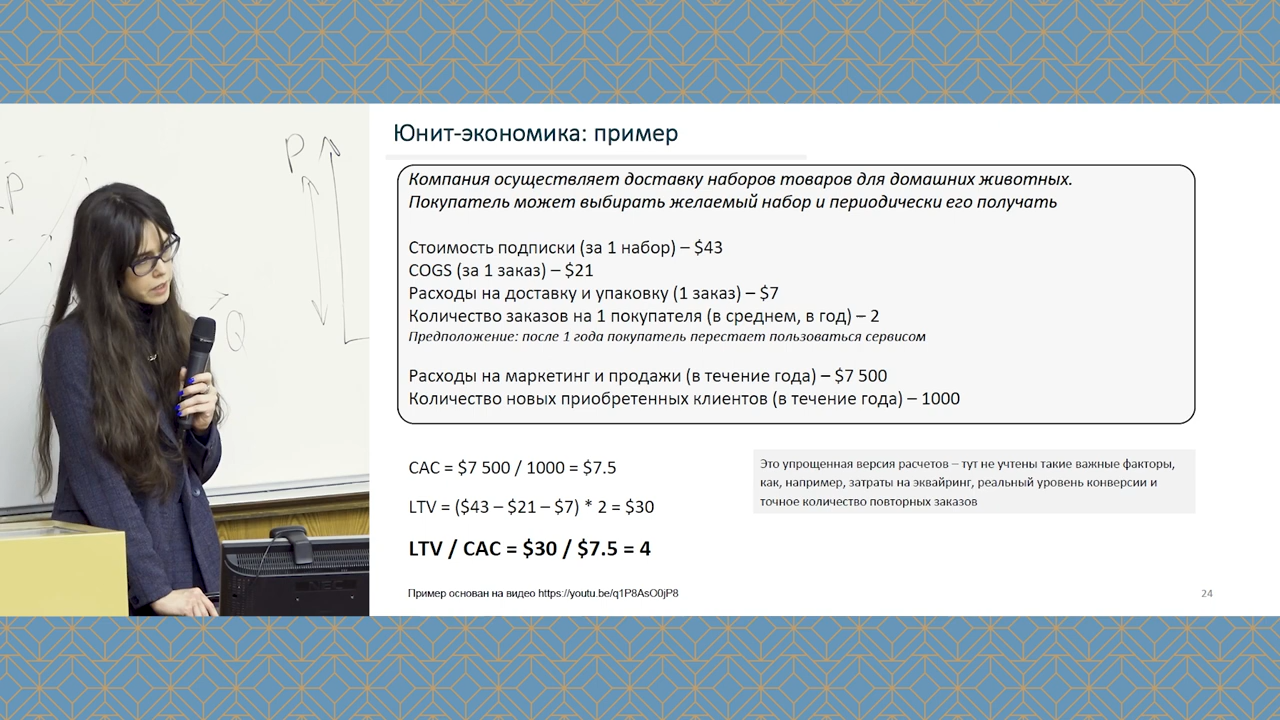 P
P
Q
Юнит-экономика: пример
Компания осуществляет доставку наборов товаров для домашних животных.
Покупатель может выбирать желаемый набор и периодически его получать
Стоимость подписки (за 1 набор) – $43
COGS (за 1 заказ) – $21
Расходы на доставку и упаковку (1 заказ) – $7
Количество заказов на 1 покупателя (в среднем, в год) – 2
Предположение: после 1 года покупатель перестает пользоваться сервисом
Расходы на маркетинг и продажи (в течение года) – $7 500
Количество новых приобретенных клиентов (в течение года) – 1000
CAC = $7 500 / 1000 = $7.5
LTV = ($43 – $21 – $7) * 2 = $30
LTV / CAC = $30 / $7.5 = 4
Это упрощенная версия расчетов – тут не учтены такие важные факторы,
как, например, затраты на эквайринг, реальный уровень конверсии и
точное количество повторных заказов
Пример основан на видео https://youtu.be/q1P8AsO0jP8
24
NEC